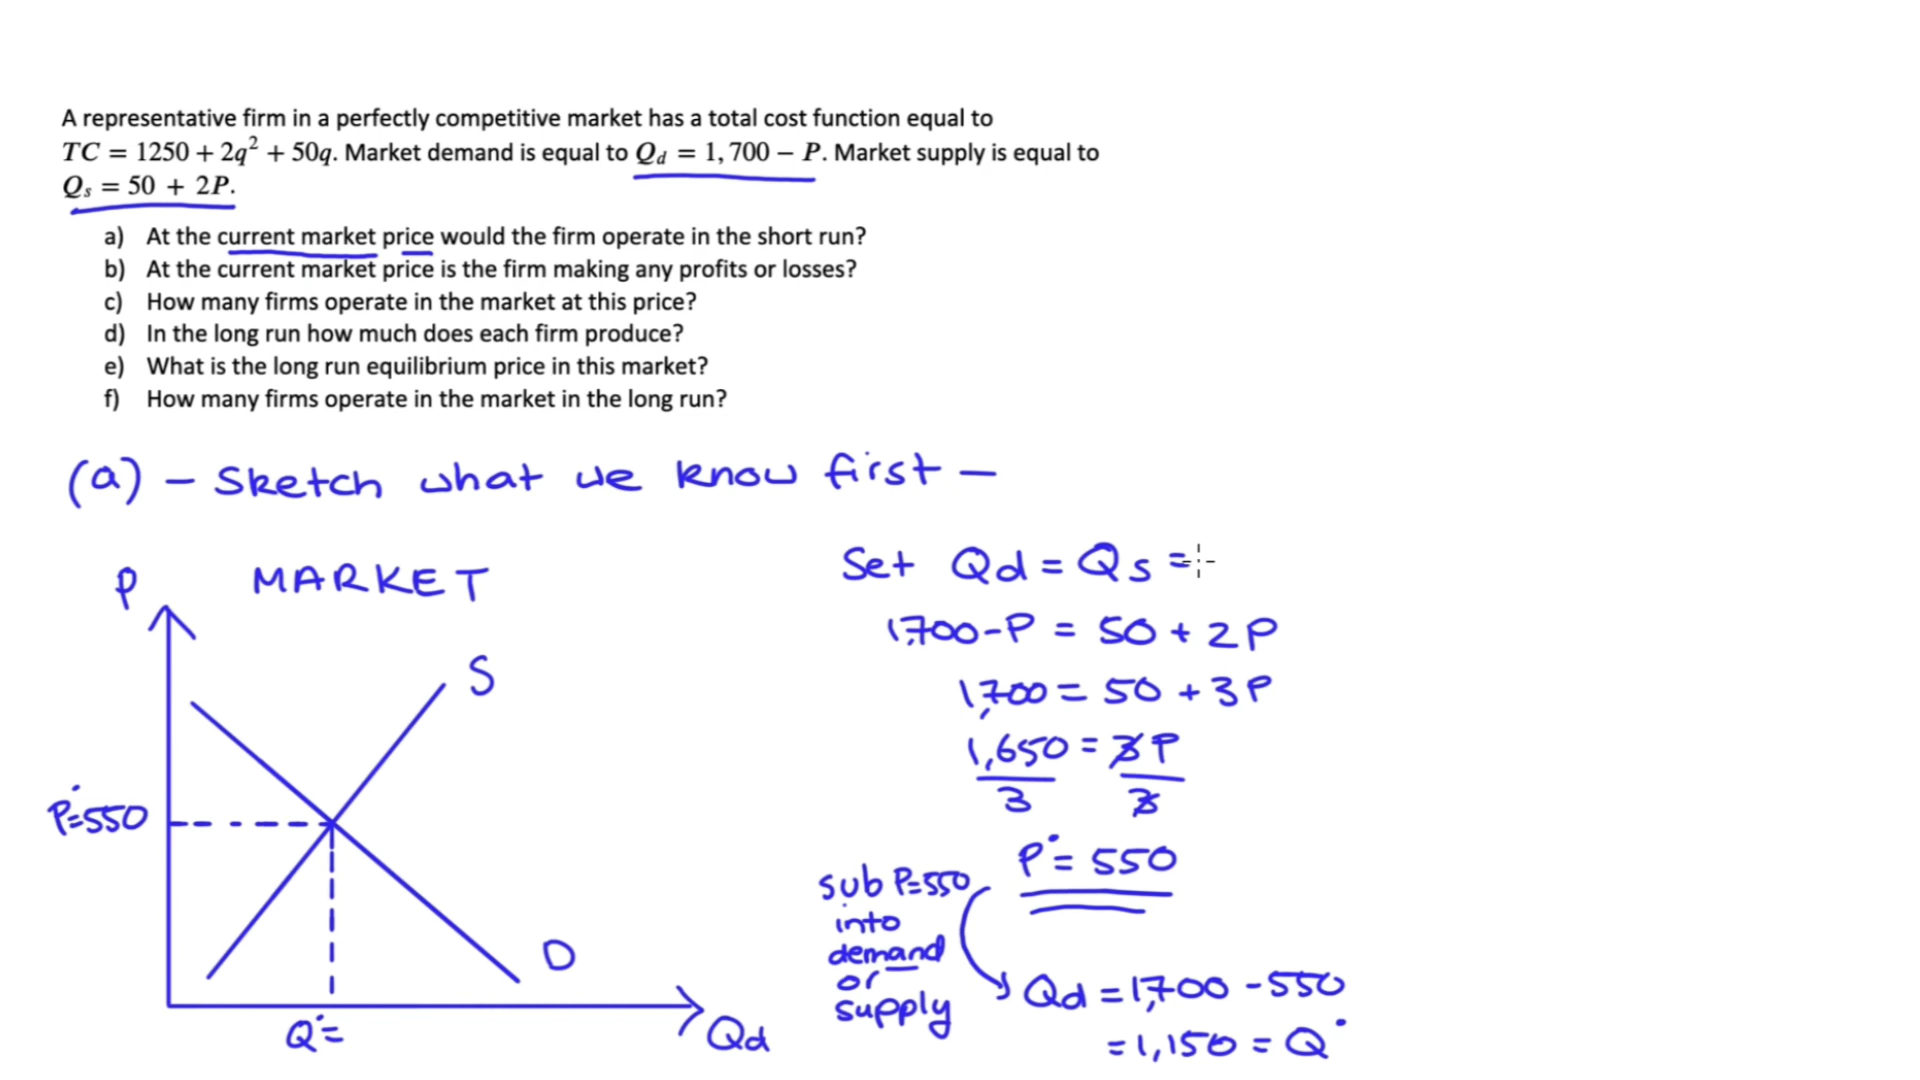 A representative firm in a perfectly competitive market has a total cost function equal to
TC = 1250 + 2q² + 50q. Market demand is equal to Qd = 1,700 − P. Market supply is equal to
Qs = 50 + 2P.
a) At the current market price would the firm operate in the short run?
b) At the current market price is the firm making any profits or losses?
c) How many firms operate in the market at this price?
d) In the long run how much does each firm produce?
e) What is the long run equilibrium price in this market?
f) How many firms operate in the market in the long run?
(a) – Sketch what we know first –
P MARKET
S
P*=550
D
Q*=
Qd
Set Qd = Qs =
1,700-P = 50 + 2P
1,700 = 50 + 3P
1,650 = 3P
3 3
P* = 550
sub P=550
into
demand
or
supply
Qd = 1,700 - 550
= 1,150 = Q*